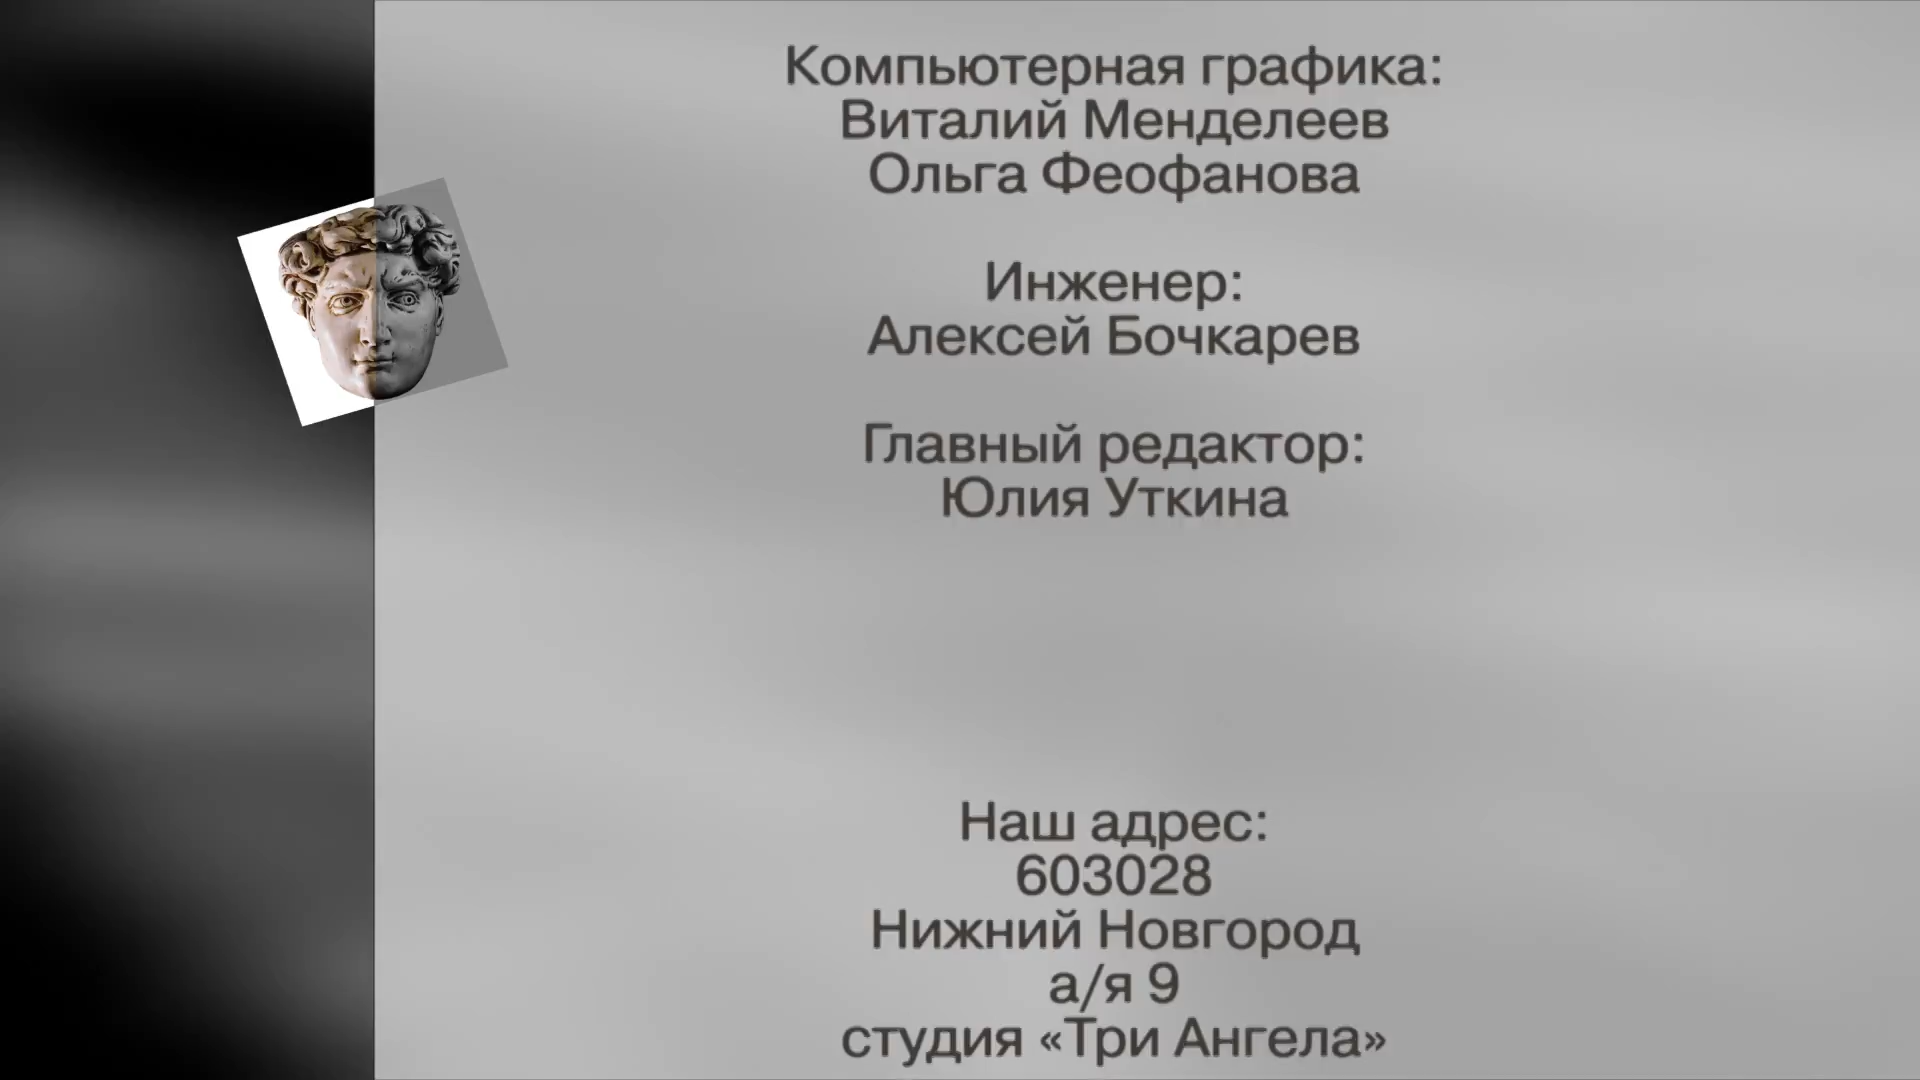 Компьютерная графика:
Виталий Менделеев
Ольга Феофанова
Инженер:
Алексей Бочкарев
Главный редактор:
Юлия Уткина
Наш адрес:
603028
Нижний Новгород
а/я 9
студия «Три Ангела»